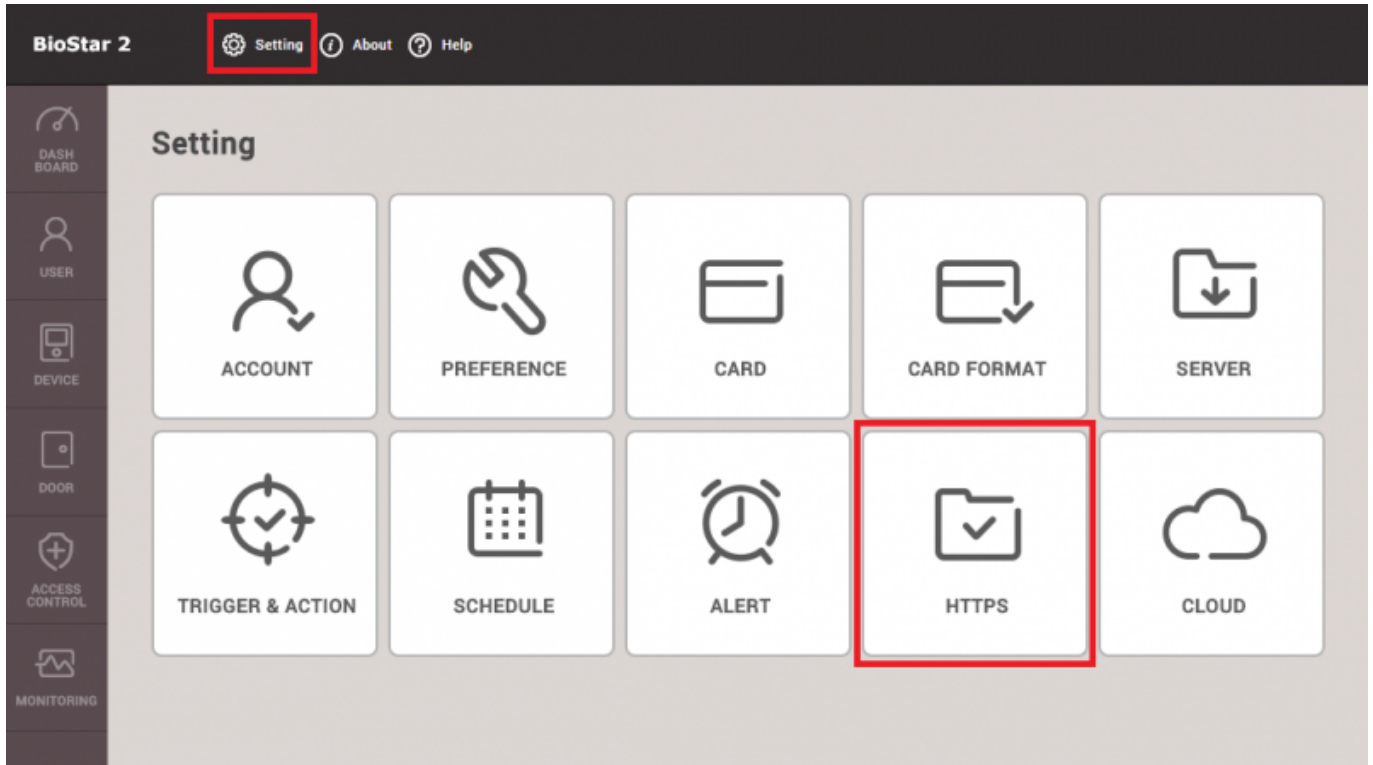 BioStar 2
Setting
About
Help
DASH
BOARD
USER
DEVICE
DOOR
ACCESS
CONTROL
MONITORING
Setting
ACCOUNT
PREFERENCE
CARD
CARD FORMAT
SERVER
TRIGGER & ACTION
SCHEDULE
ALERT
HTTPS
CLOUD